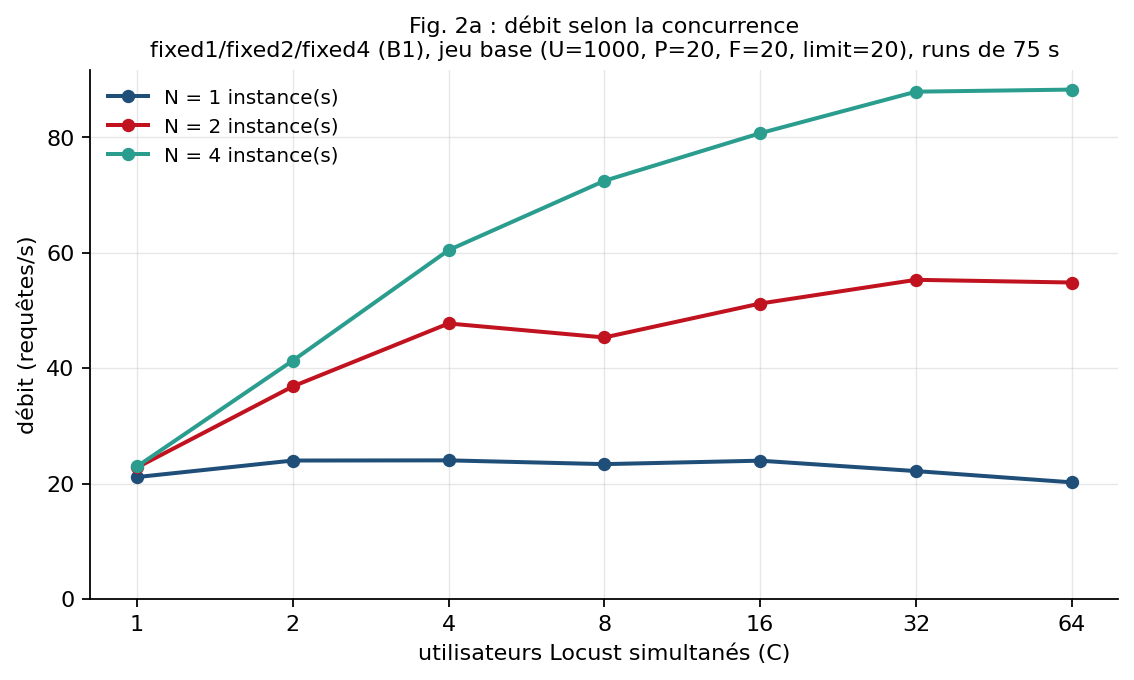 Fig. 2a : débit selon la concurrence
fixed1/fixed2/fixed4 (B1), jeu base (U=1000, P=20, F=20, limit=20), runs de 75 s
N = 1 instance(s)
N = 2 instance(s)
N = 4 instance(s)
débit (requêtes/s)
80
60
40
20
0
1 2 4 8 16 32 64
utilisateurs Locust simultanés (C)